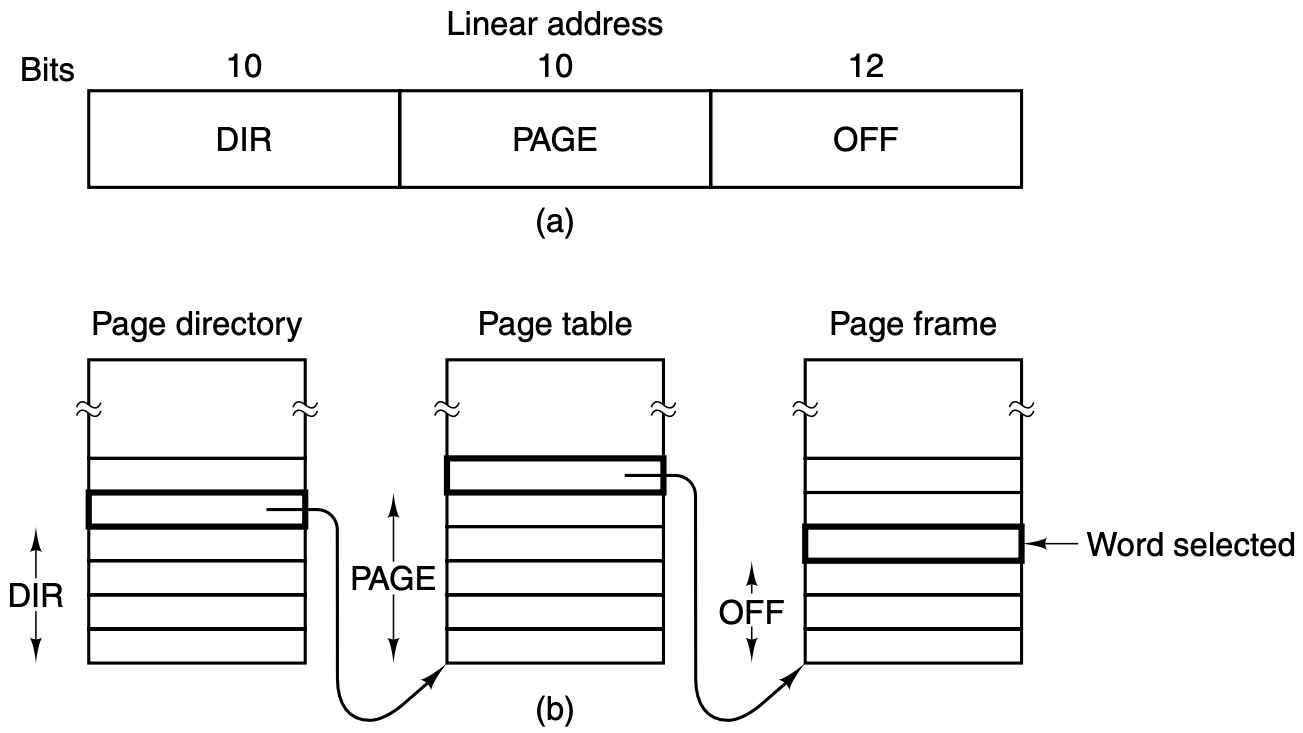 Linear address
Bits 10 10 12
DIR PAGE OFF
(a)
Page directory Page table Page frame
Word selected
PAGE
DIR
OFF
(b)